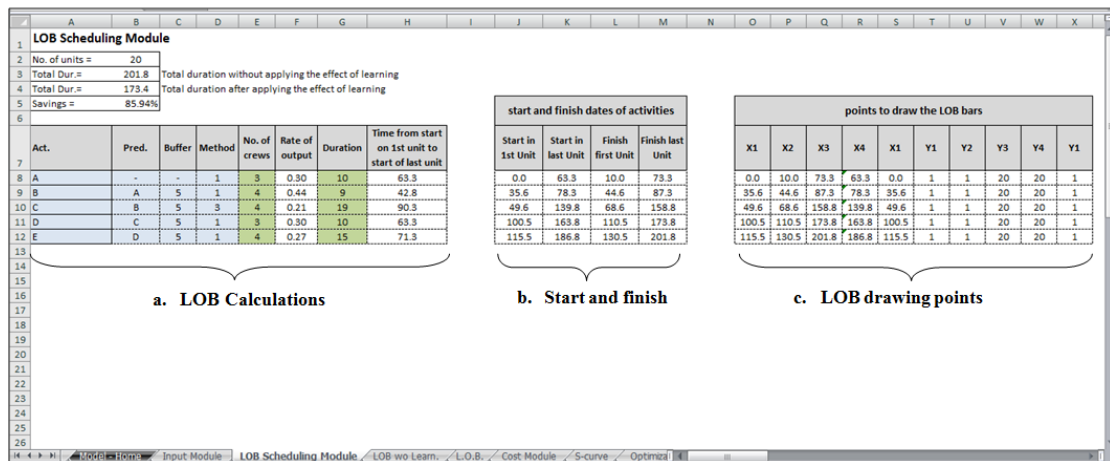 A B C D E F G H I J K L M N O P Q R S T U V W X
1 LOB Scheduling Module
2 No. of units = 20
3 Total Dur.= 201.8 Total duration without applying the effect of learning
4 Total Dur.= 173.4 Total duration after applying the effect of learning
5 Savings = 85.94%
6 start and finish dates of activities points to draw the LOB bars
7 Act. Pred. Buffer Method No. of crews Rate of output Duration Time from start on 1st unit to start of last unit Start in 1st Unit Start in last Unit Finish first Unit Finish last Unit X1 X2 X3 X4 X1 Y1 Y2 Y3 Y4 Y1
8 A - - 1 3 0.30 10 63.3 0.0 63.3 10.0 73.3 0.0 10.0 73.3 63.3 0.0 1 1 20 20 1
9 B A 5 1 4 0.44 9 42.8 35.6 78.3 44.6 87.3 35.6 44.6 87.3 78.3 35.6 1 1 20 20 1
10 C B 5 3 4 0.21 19 90.3 49.6 139.8 68.6 158.8 49.6 68.6 158.8 139.8 49.6 1 1 20 20 1
11 D C 5 1 3 0.30 10 63.3 100.5 163.8 110.5 173.8 100.5 110.5 173.8 163.8 100.5 1 1 20 20 1
12 E D 5 1 4 0.27 15 71.3 115.5 186.8 130.5 201.8 115.5 130.5 201.8 186.8 115.5 1 1 20 20 1
13
14
15
16 a. LOB Calculations b. Start and finish c. LOB drawing points
17
18
19
20
21
22
23
24
25
26
Model - Home Input Module LOB Scheduling Module LOB wo Learn. L.O.B. Cost Module S-curve Optimizal